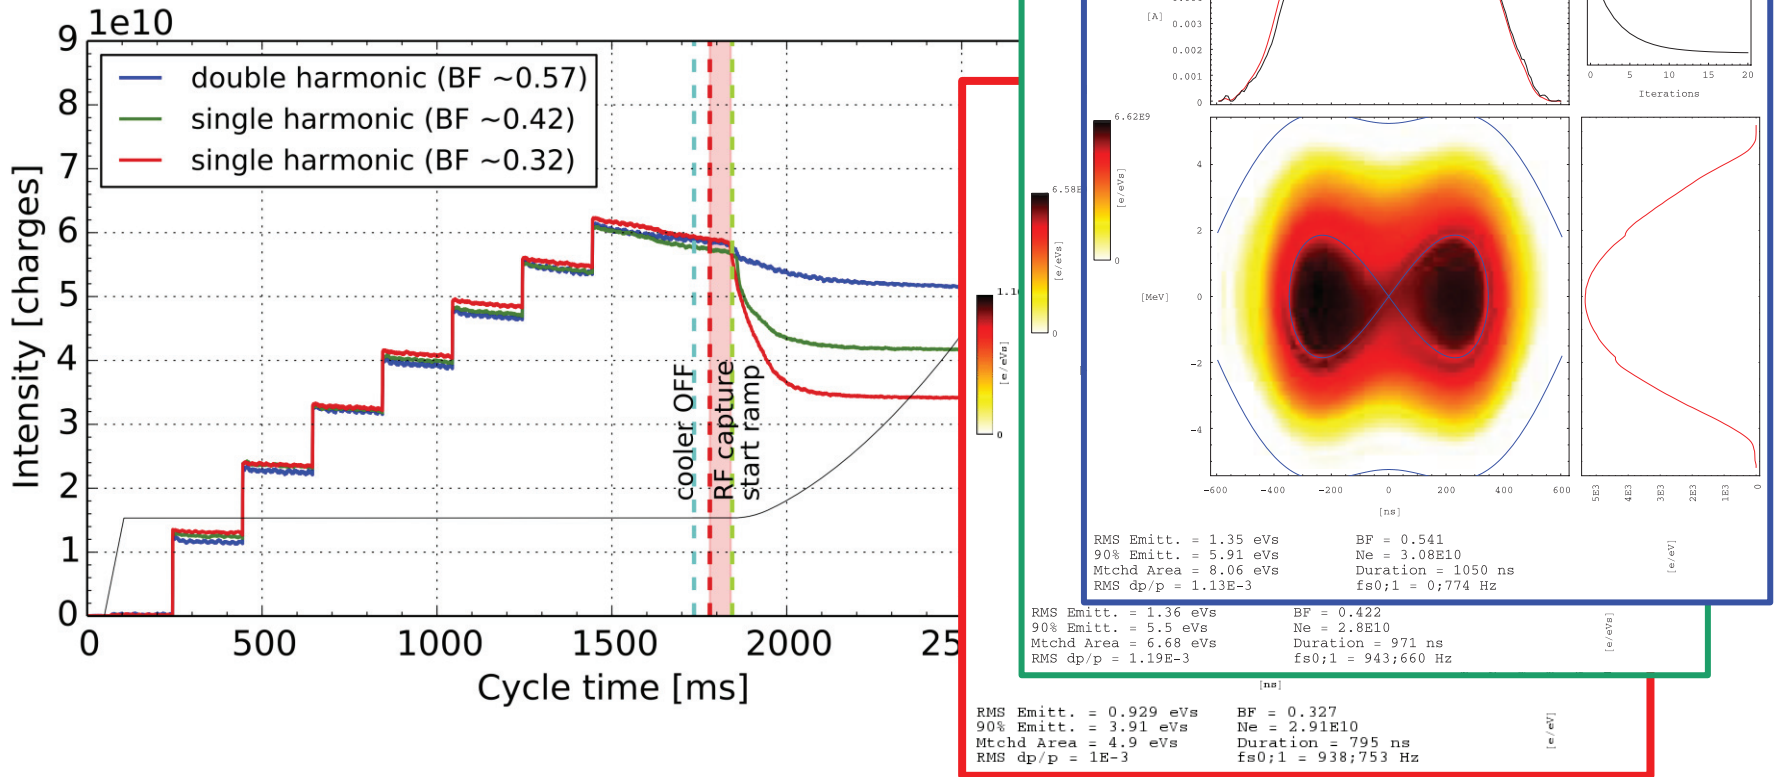 1e10
9
8
7
6
5
4
3
2
1
0
Intensity [charges]
double harmonic (BF ~0.57)
single harmonic (BF ~0.42)
single harmonic (BF ~0.32)
cooler OFF
RF capture
start ramp
0 500 1000 1500 2000
Cycle time [ms]
[A]
0.003
0.002
0.001
0
0 5 10 15 20
Iterations
6.62E9
[e/eVs]
0
[e/eVs]
0
[e/eVs]
0
4
2
[MeV] 0
-2
-4
-600 -400 -200 0 200 400 600
[ns]
5E3 4E3 3E3 2E3 1E3 0
[e/eV]
RMS Emitt. = 1.35 eVs BF = 0.541
90% Emitt. = 5.91 eVs Ne = 3.08E10
Mtchd Area = 8.06 eVs Duration = 1050 ns
RMS dp/p = 1.13E-3 fs0;1 = 0;774 Hz
RMS Emitt. = 1.36 eVs BF = 0.422
90% Emitt. = 5.5 eVs Ne = 2.8E10
Mtchd Area = 6.68 eVs Duration = 971 ns
RMS dp/p = 1.19E-3 fs0;1 = 943;660 Hz
[e/eVs]
[ns]
RMS Emitt. = 0.929 eVs BF = 0.327
90% Emitt. = 3.91 eVs Ne = 2.91E10
Mtchd Area = 4.9 eVs Duration = 795 ns
RMS dp/p = 1E-3 fs0;1 = 938;753 Hz
[e/eV]